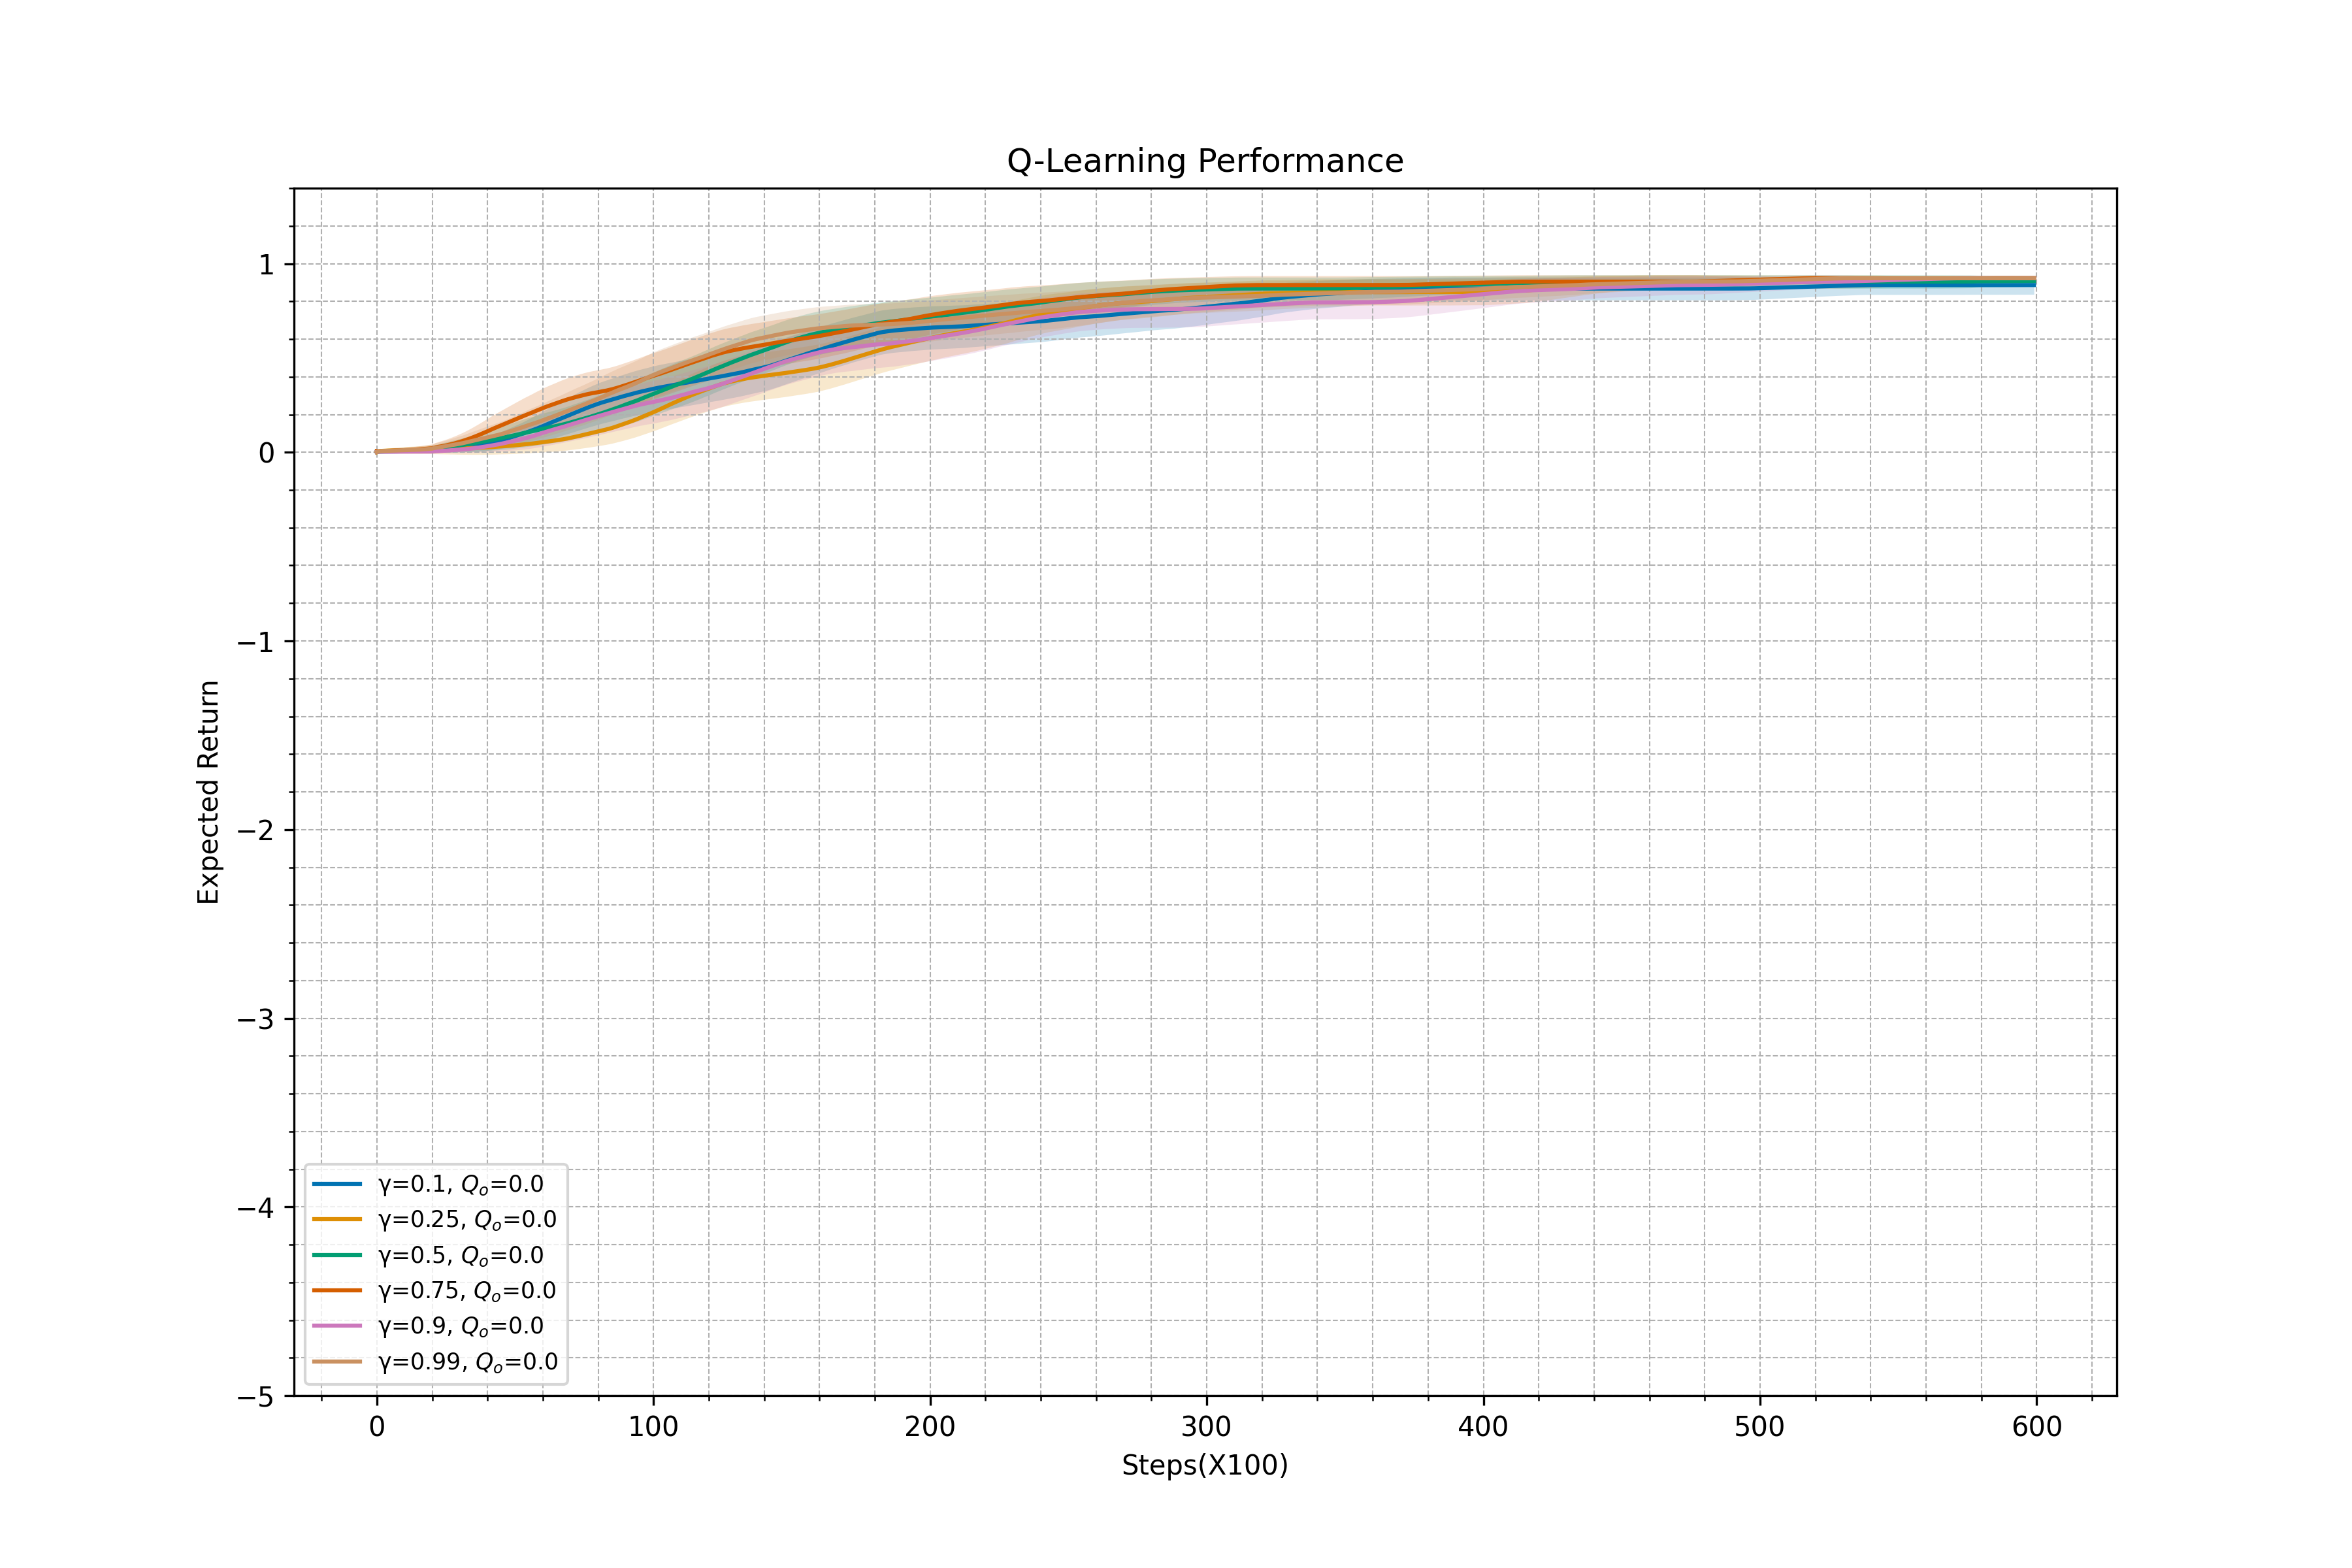 Q-Learning Performance
Expected Return
1
0
−1
−2
−3
−4
−5
γ=0.1, Qₒ=0.0
γ=0.25, Qₒ=0.0
γ=0.5, Qₒ=0.0
γ=0.75, Qₒ=0.0
γ=0.9, Qₒ=0.0
γ=0.99, Qₒ=0.0
0 100 200 300 400 500 600
Steps(X100)